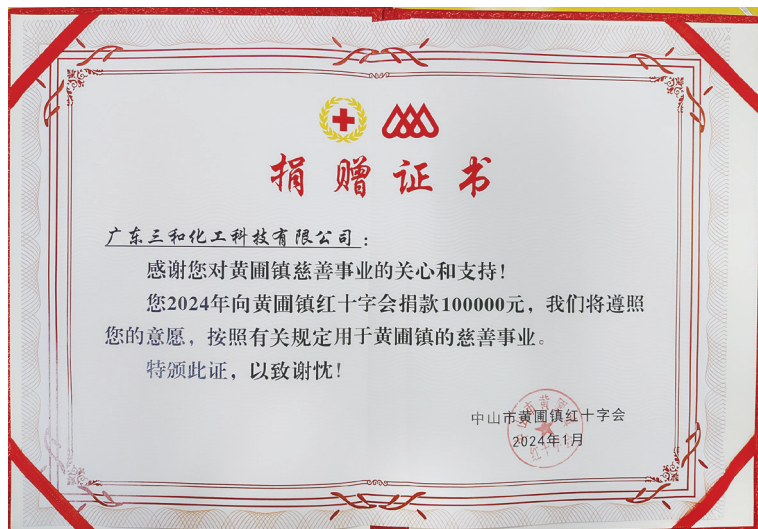 捐赠证书
广东三和化工科技有限公司：
感谢您对黄圃镇慈善事业的关心和支持！
您2024年向黄圃镇红十字会捐款100000元，我们将遵照
您的意愿，按照有关规定用于黄圃镇的慈善事业。
特颁此证，以致谢忱！
中山市黄圃镇红十字会
2024年1月